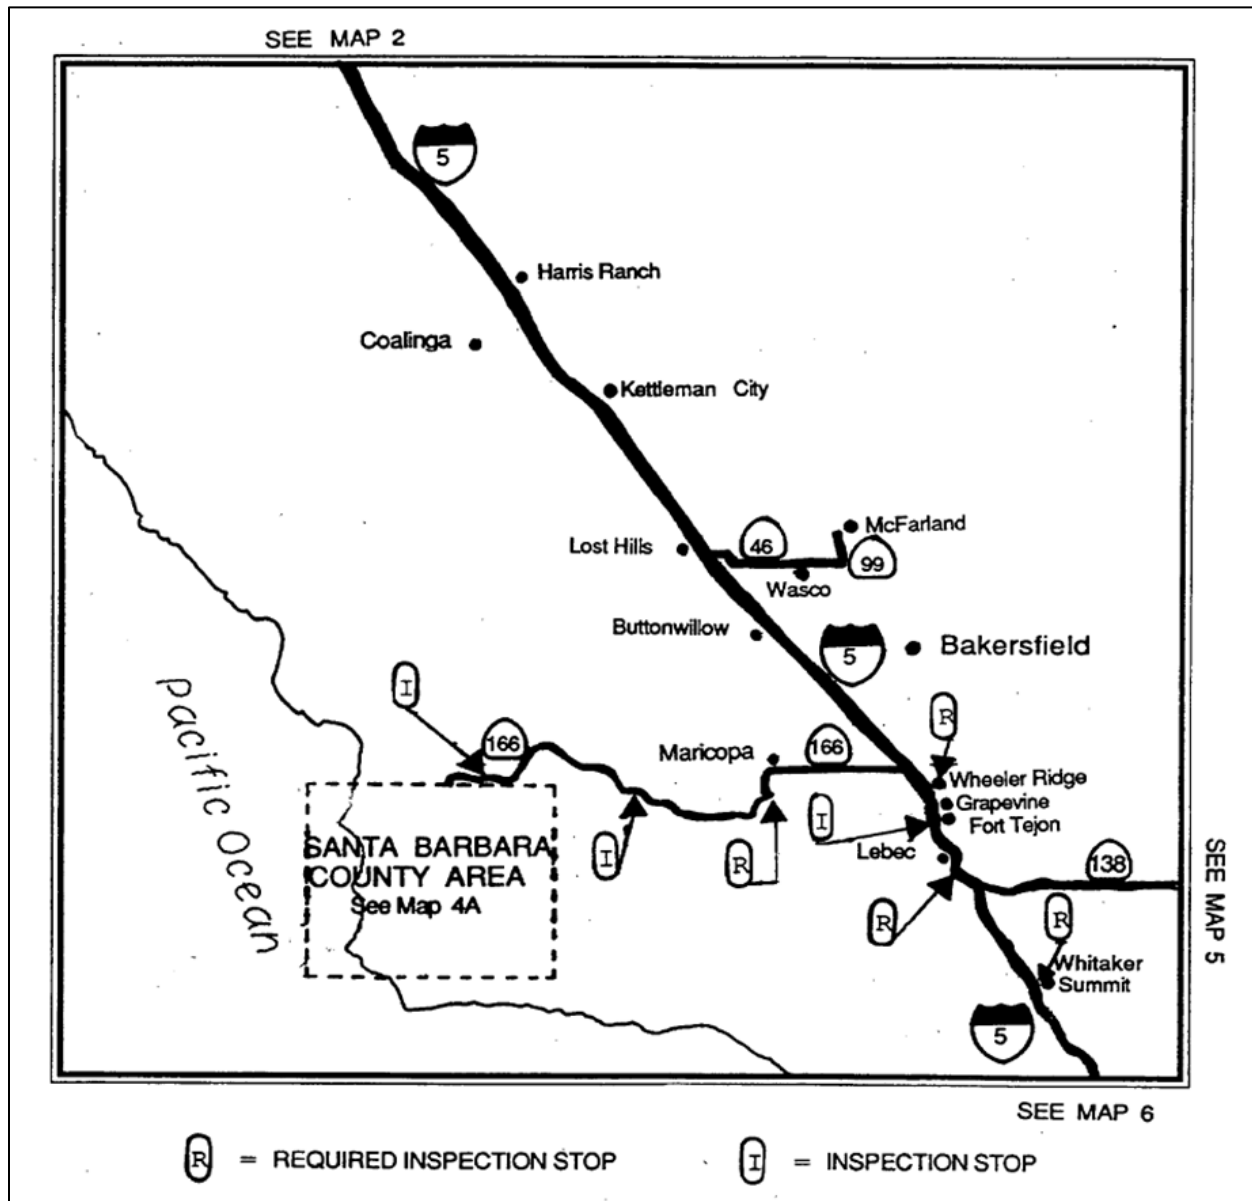 SEE MAP 2
5
Harris Ranch
Coalinga
Kettleman City
McFarland
Lost Hills
46
99
Wasco
Buttonwillow
5
Bakersfield
I
R
pacific Ocean
166
Maricopa
166
Wheeler Ridge
Grapevine
Fort Tejon
I
I
R
Lebec
SANTA BARBARA
COUNTY AREA
See Map 4A
138
SEE MAP 5
R
R
Whitaker
Summit
5
SEE MAP 6
R = REQUIRED INSPECTION STOP
I = INSPECTION STOP